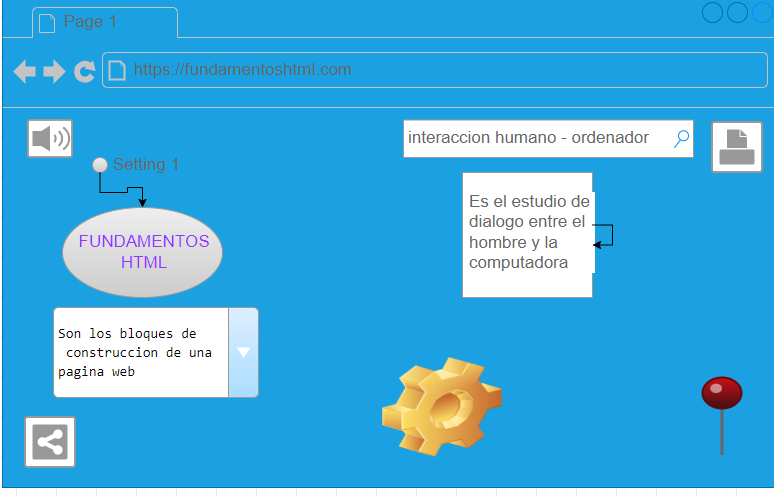 Page 1
https://fundamentoshtml.com
interaccion humano - ordenador
Setting 1
Es el estudio de
dialogo entre el
hombre y la
computadora
FUNDAMENTOS
HTML
Son los bloques de
construccion de una
pagina web